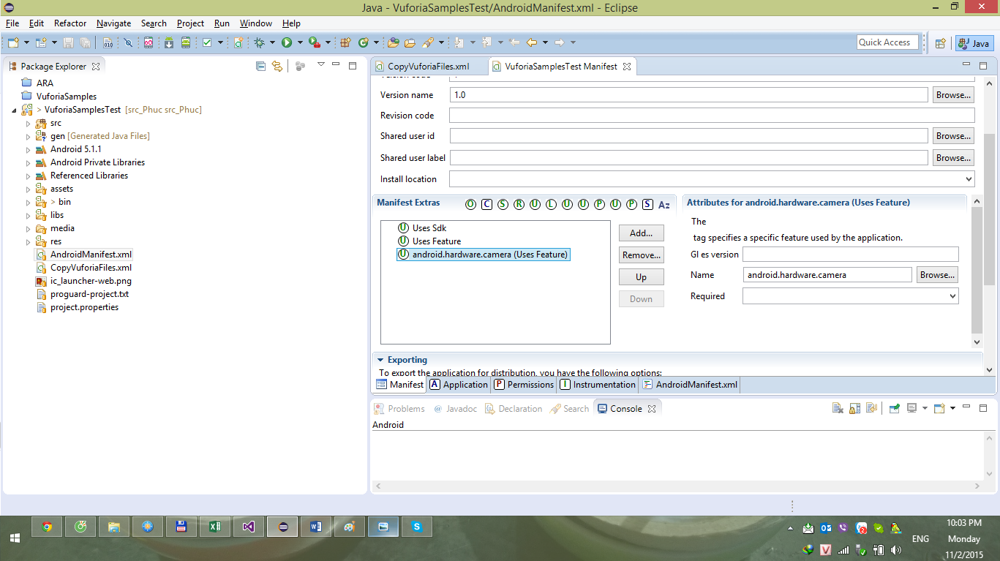 Java - VuforiaSamplesTest/AndroidManifest.xml - Eclipse
File Edit Refactor Navigate Search Project Run Window Help
Quick Access Java
Package Explorer
ARA
VuforiaSamples
> VuforiaSamplesTest [src_Phuc src_Phuc]
src
gen [Generated Java Files]
Android 5.1.1
Android Private Libraries
Referenced Libraries
assets
> bin
libs
media
res
AndroidManifest.xml
CopyVuforiaFiles.xml
ic_launcher-web.png
proguard-project.txt
project.properties
CopyVuforiaFiles.xml VuforiaSamplesTest Manifest
Version name 1.0 Browse...
Revision code
Shared user id Browse...
Shared user label Browse...
Install location
Manifest Extras O C S R U L U U P U P S Az
U Uses Sdk
U Uses Feature
U android.hardware.camera (Uses Feature)
Add...
Remove...
Up
Down
Attributes for android.hardware.camera (Uses Feature)
The
tag specifies a specific feature used by the application.
Gl es version
Name android.hardware.camera Browse...
Required
Exporting
To export the application for distribution, you have the following options:
Manifest A Application P Permissions I Instrumentation AndroidManifest.xml
Problems @ Javadoc Declaration Search Console
Android
ENG
10:03 PM
Monday
11/2/2015